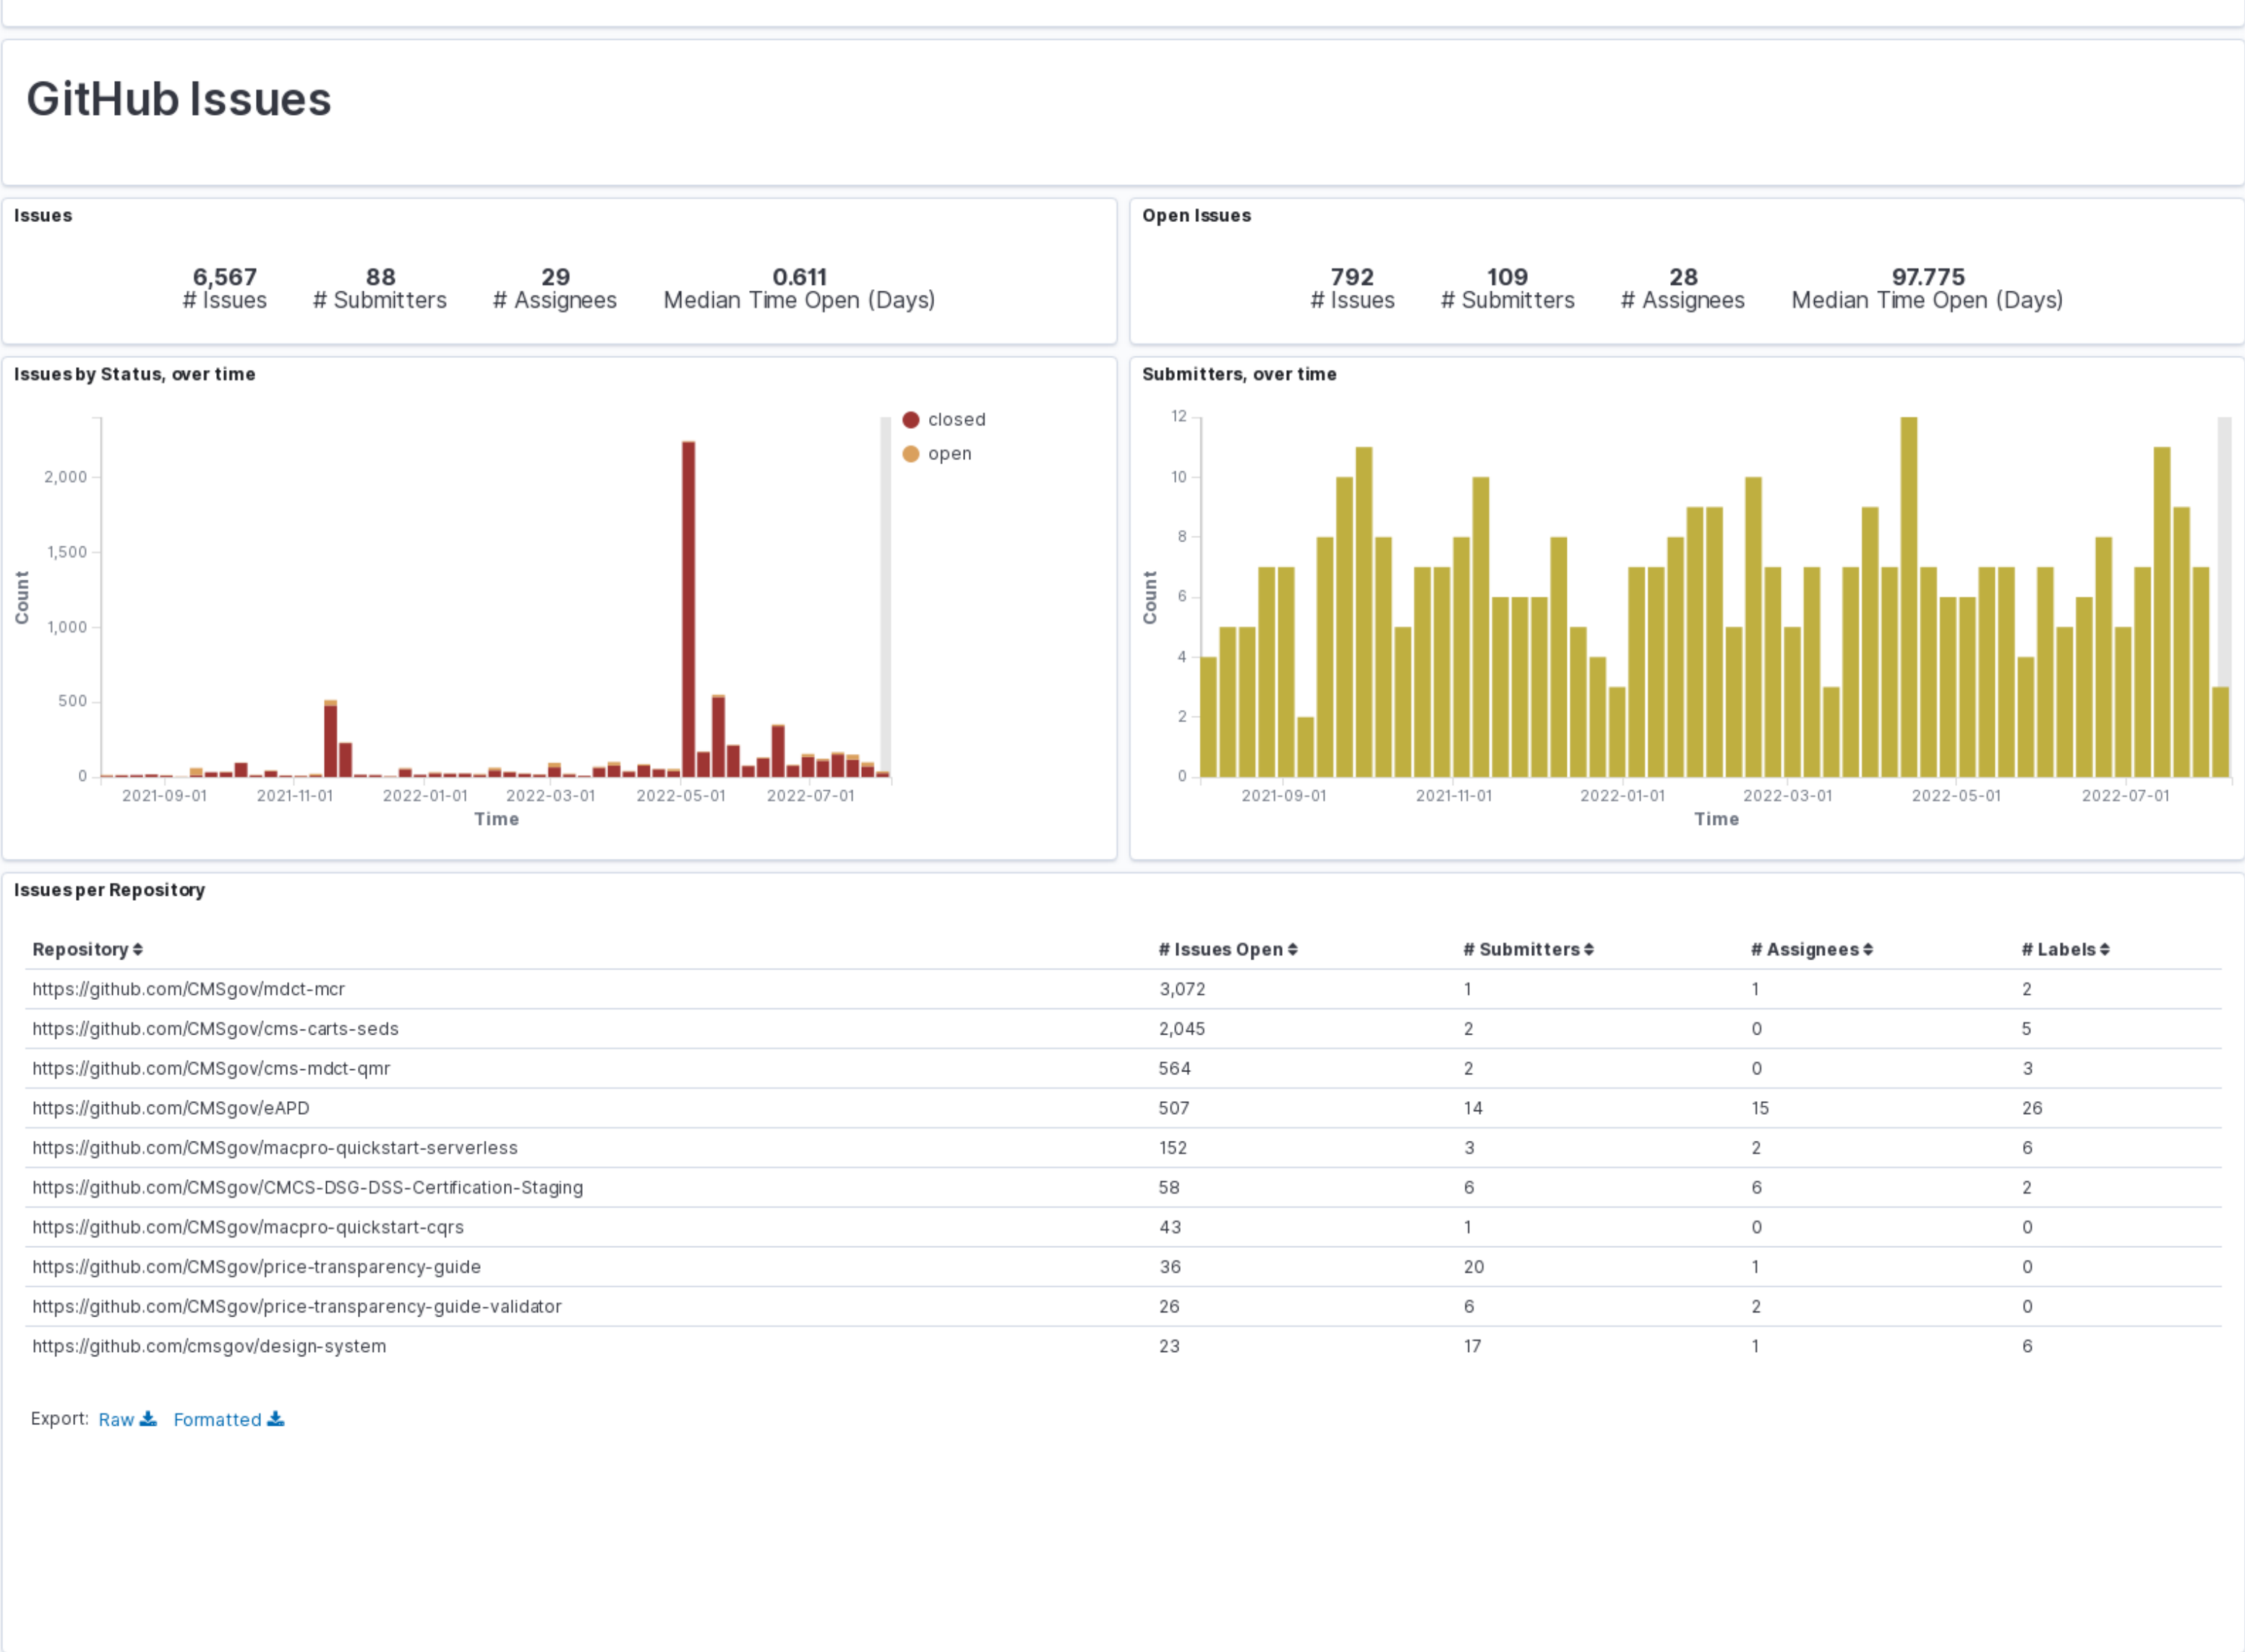 GitHub Issues
Issues
6,567 88 29 0.611
# Issues # Submitters # Assignees Median Time Open (Days)
Open Issues
792 109 28 97.775
# Issues # Submitters # Assignees Median Time Open (Days)
Issues by Status, over time
closed
open
2,000
1,500
1,000
500
0
Count
2021-09-01 2021-11-01 2022-01-01 2022-03-01 2022-05-01 2022-07-01
Time
Submitters, over time
12
10
8
6
4
2
0
Count
2021-09-01 2021-11-01 2022-01-01 2022-03-01 2022-05-01 2022-07-01
Time
Issues per Repository
Repository # Issues Open # Submitters # Assignees # Labels
https://github.com/CMSgov/mdct-mcr 3,072 1 1 2
https://github.com/CMSgov/cms-carts-seds 2,045 2 0 5
https://github.com/CMSgov/cms-mdct-qmr 564 2 0 3
https://github.com/CMSgov/eAPD 507 14 15 26
https://github.com/CMSgov/macpro-quickstart-serverless 152 3 2 6
https://github.com/CMSgov/CMCS-DSG-DSS-Certification-Staging 58 6 6 2
https://github.com/CMSgov/macpro-quickstart-cqrs 43 1 0 0
https://github.com/CMSgov/price-transparency-guide 36 20 1 0
https://github.com/CMSgov/price-transparency-guide-validator 26 6 2 0
https://github.com/cmsgov/design-system 23 17 1 6
Export: Raw Formatted